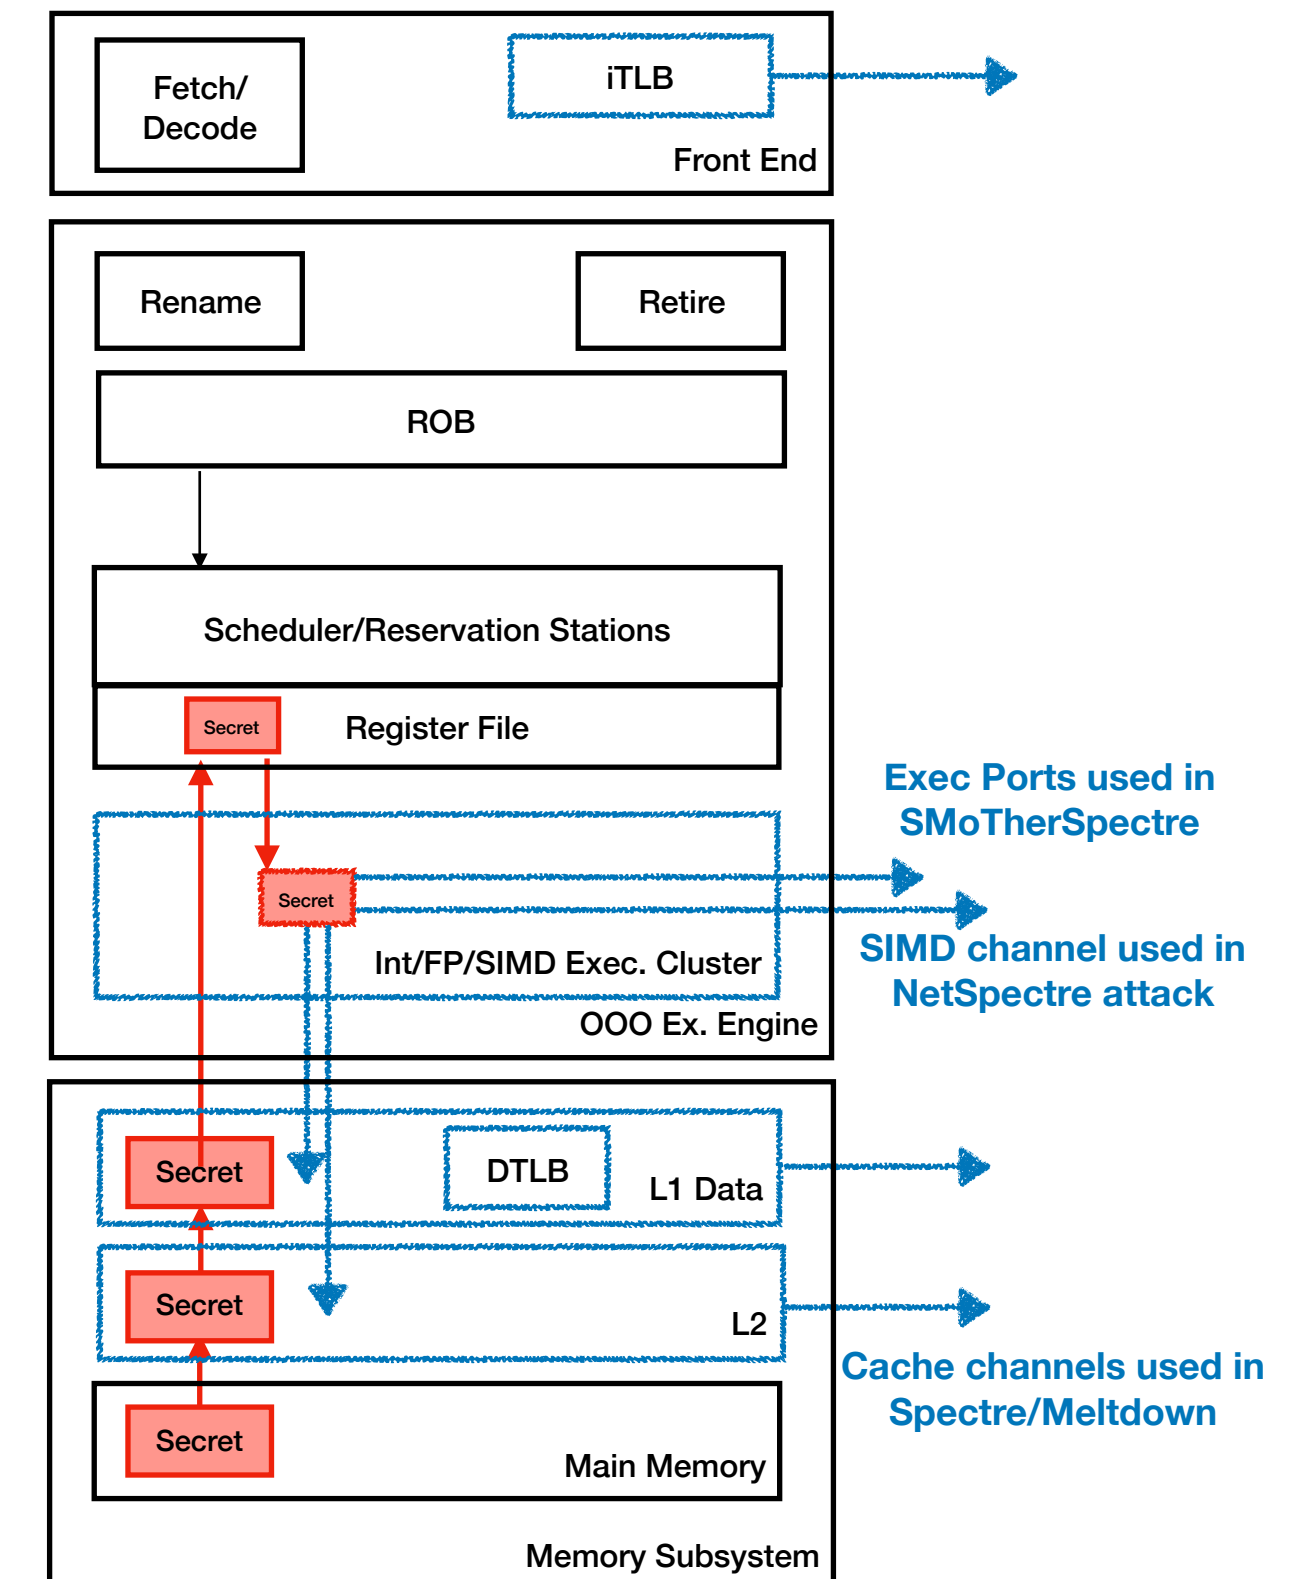 Fetch/
Decode
iTLB
Front End
Rename
Retire
ROB
Scheduler/Reservation Stations
Secret
Register File
Exec Ports used in
SMoTherSpectre
Secret
SIMD channel used in
NetSpectre attack
Int/FP/SIMD Exec. Cluster
OOO Ex. Engine
Secret
DTLB
L1 Data
Secret
L2
Cache channels used in
Spectre/Meltdown
Secret
Main Memory
Memory Subsystem